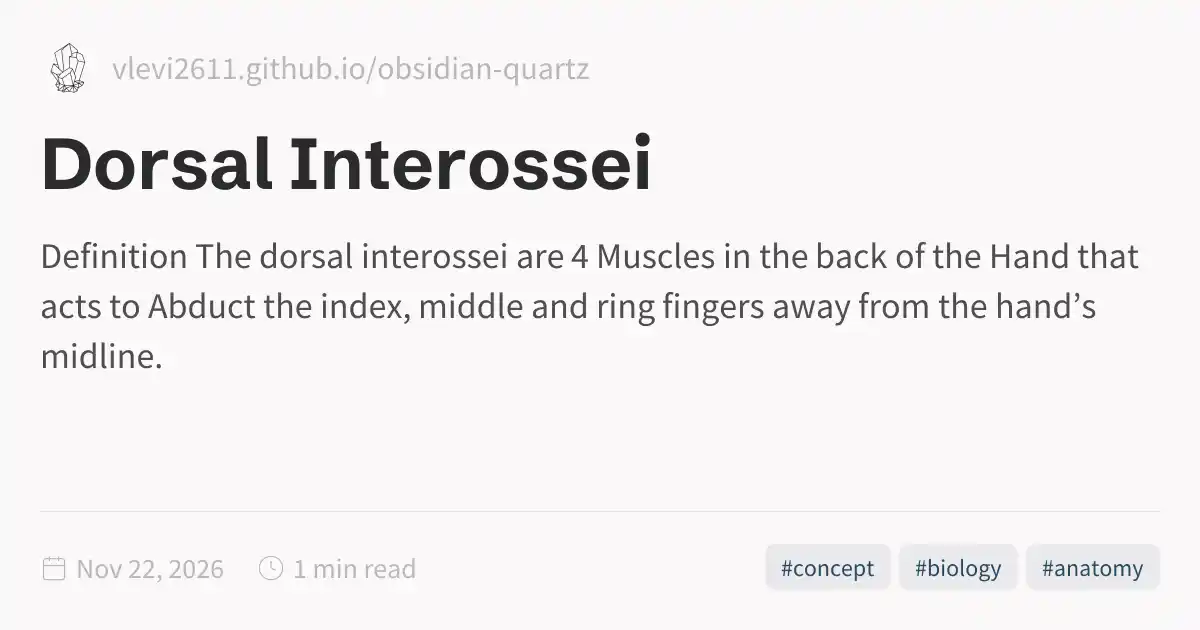 vlevi2611.github.io/obsidian-quartz
Dorsal Interossei
Definition The dorsal interossei are 4 Muscles in the back of the Hand that
acts to Abduct the index, middle and ring fingers away from the hand’s
midline.
Nov 22, 2026 1 min read #concept #biology #anatomy